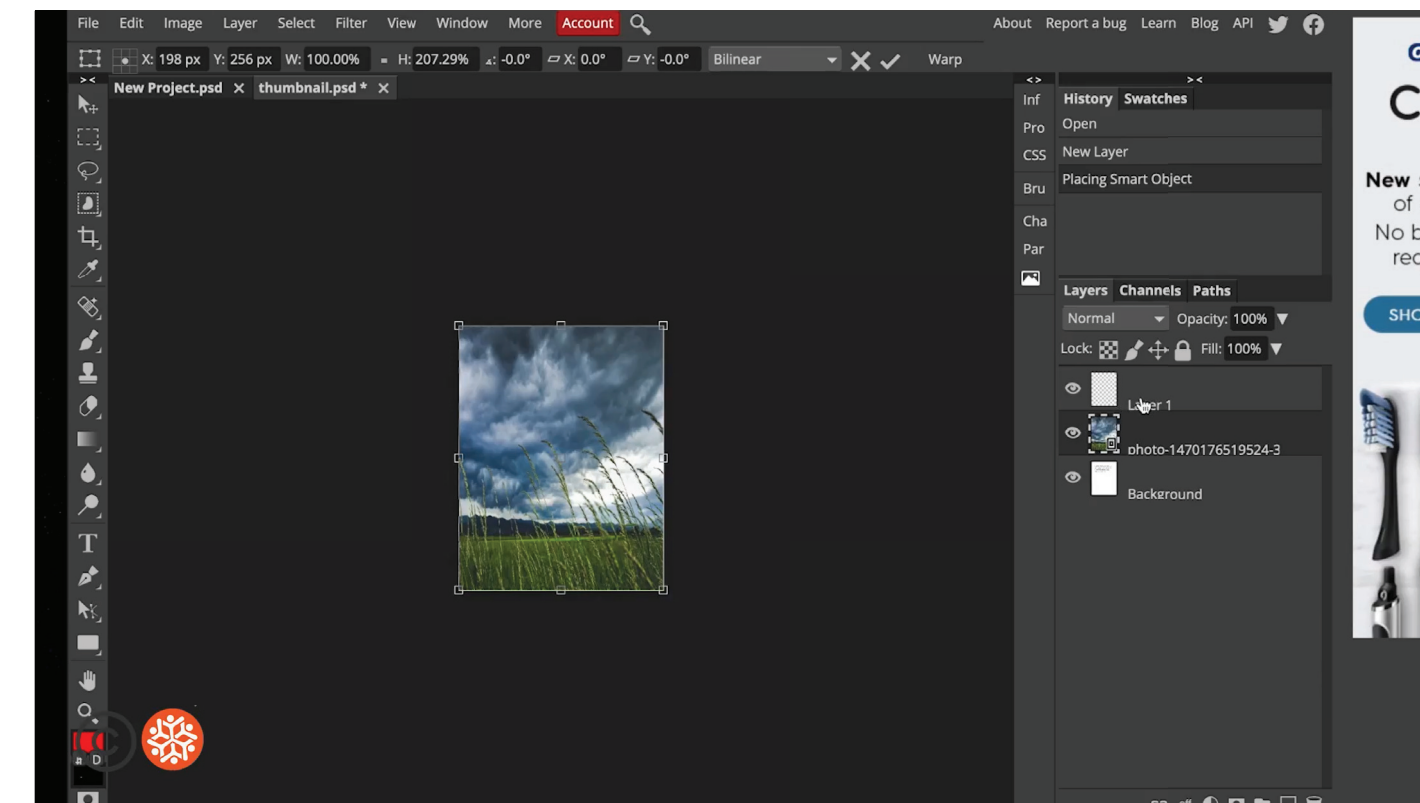 File Edit Image Layer Select Filter View Window More Account About Report a bug Learn Blog API
X: 198 px Y: 256 px W: 100.00% H: 207.29% -0.0° X: 0.0° Y: -0.0° Bilinear Warp
New Project.psd X thumbnail.psd * X
Inf
Pro
CSS
Bru
Cha
Par
History Swatches
Open
New Layer
Placing Smart Object
Layers Channels Paths
Normal Opacity: 100%
Lock: Fill: 100%
Layer 1
photo-1470176519524-3
Background
T
D
New
of
No b
rec
SHO